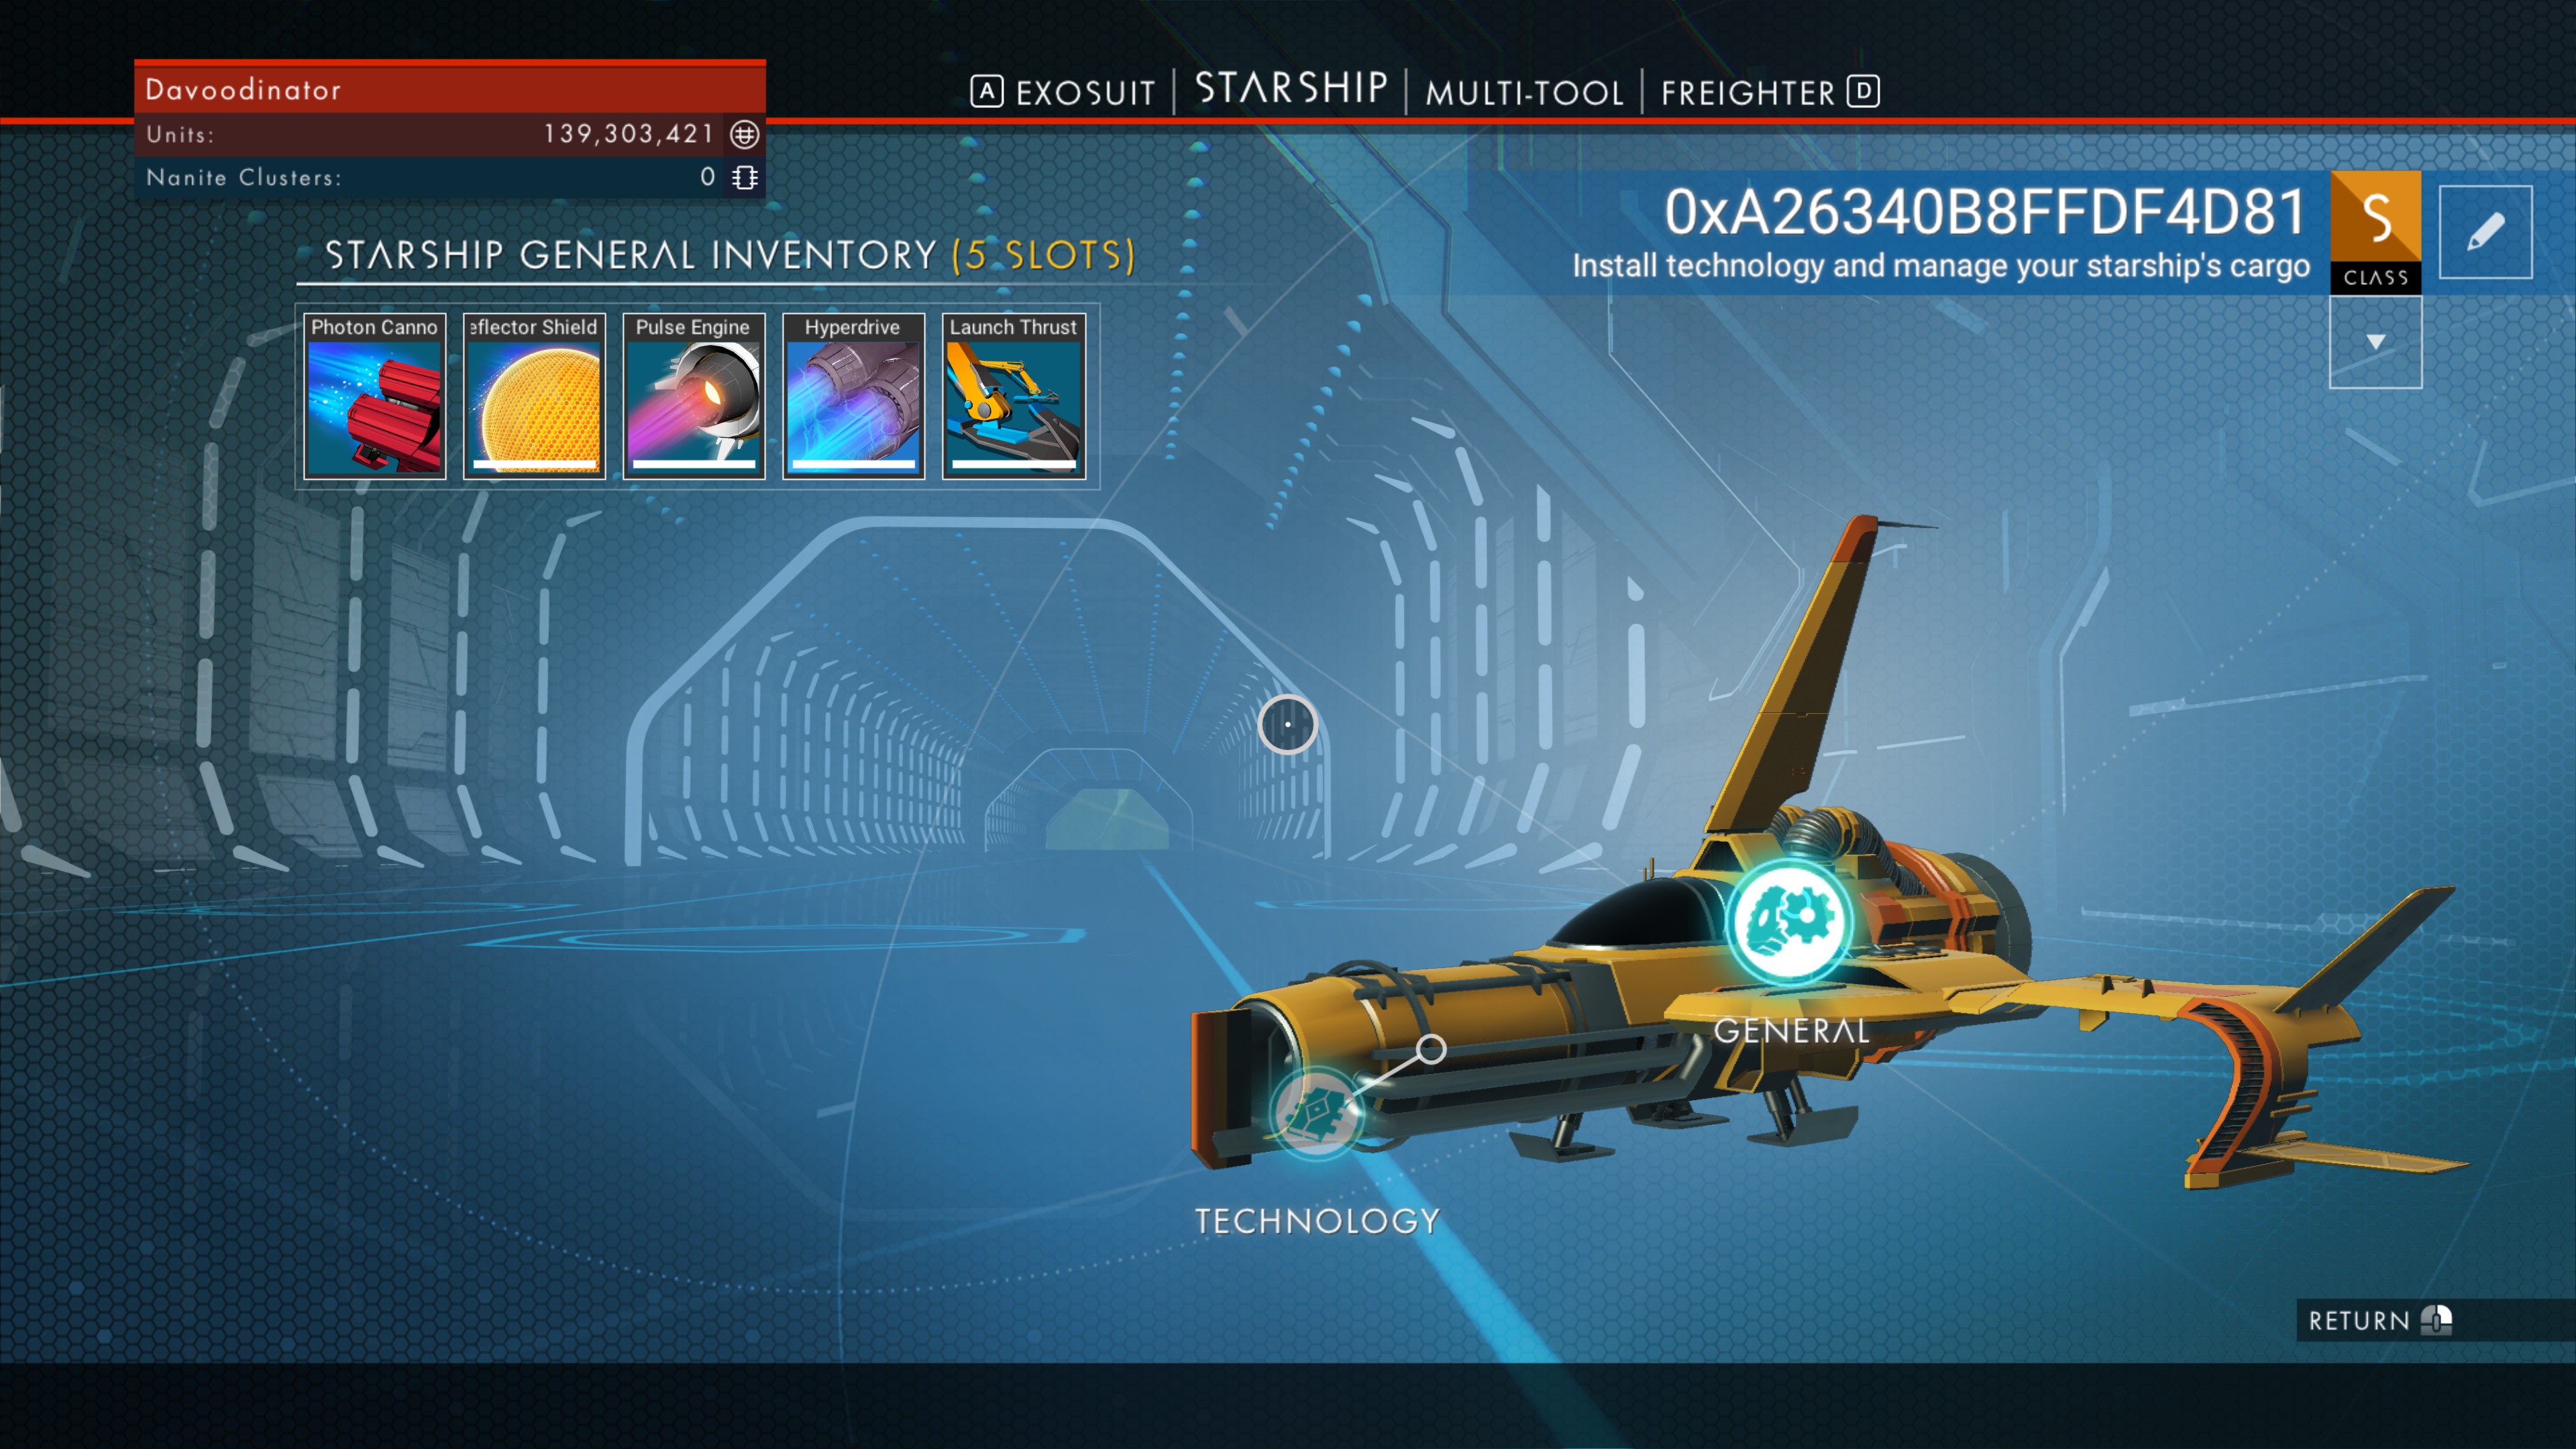 Davoodinator
Units: 139,303,421
Nanite Clusters: 0
A EXOSUIT STARSHIP MULTI-TOOL FREIGHTER D
0xA26340B8FFDF4D81
Install technology and manage your starship's cargo
S
CLASS
STARSHIP GENERAL INVENTORY (5 SLOTS)
Photon Canno eflector Shield Pulse Engine Hyperdrive Launch Thrust
GENERAL
TECHNOLOGY
RETURN